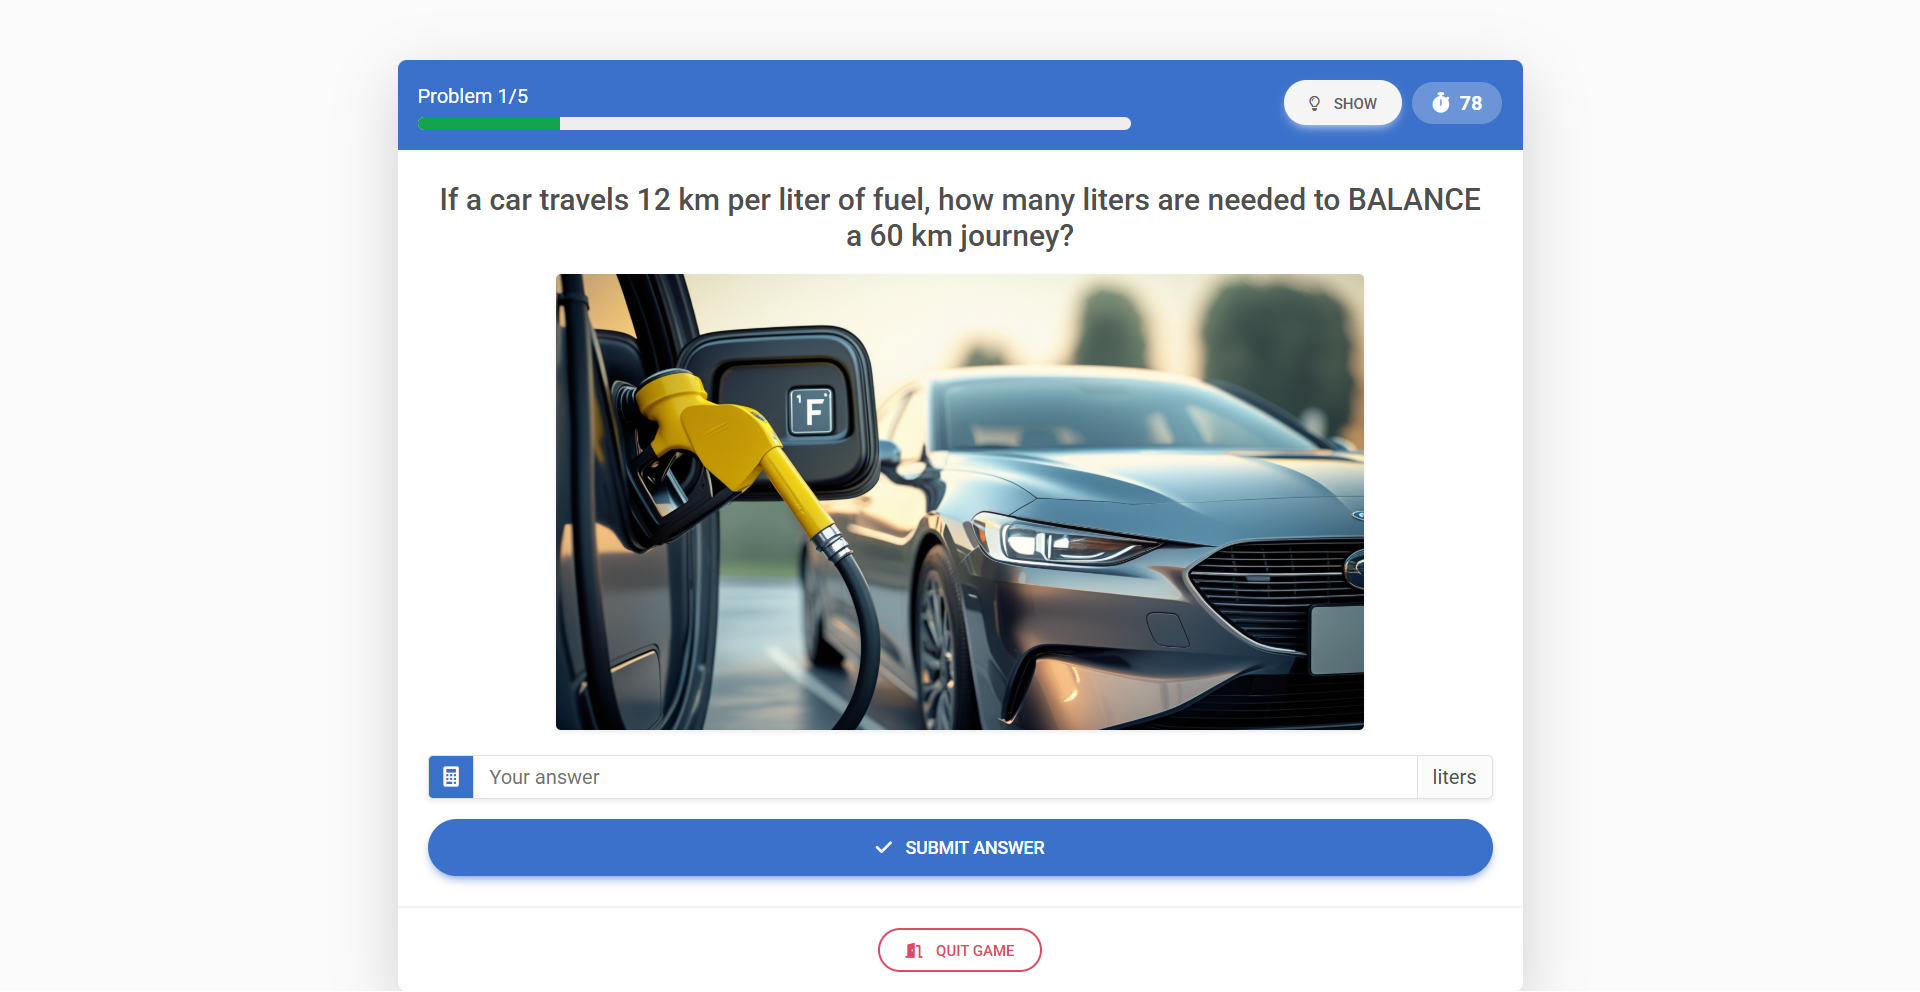 Problem 1/5
SHOW
78
If a car travels 12 km per liter of fuel, how many liters are needed to BALANCE
a 60 km journey?
F
Your answer
liters
SUBMIT ANSWER
QUIT GAME